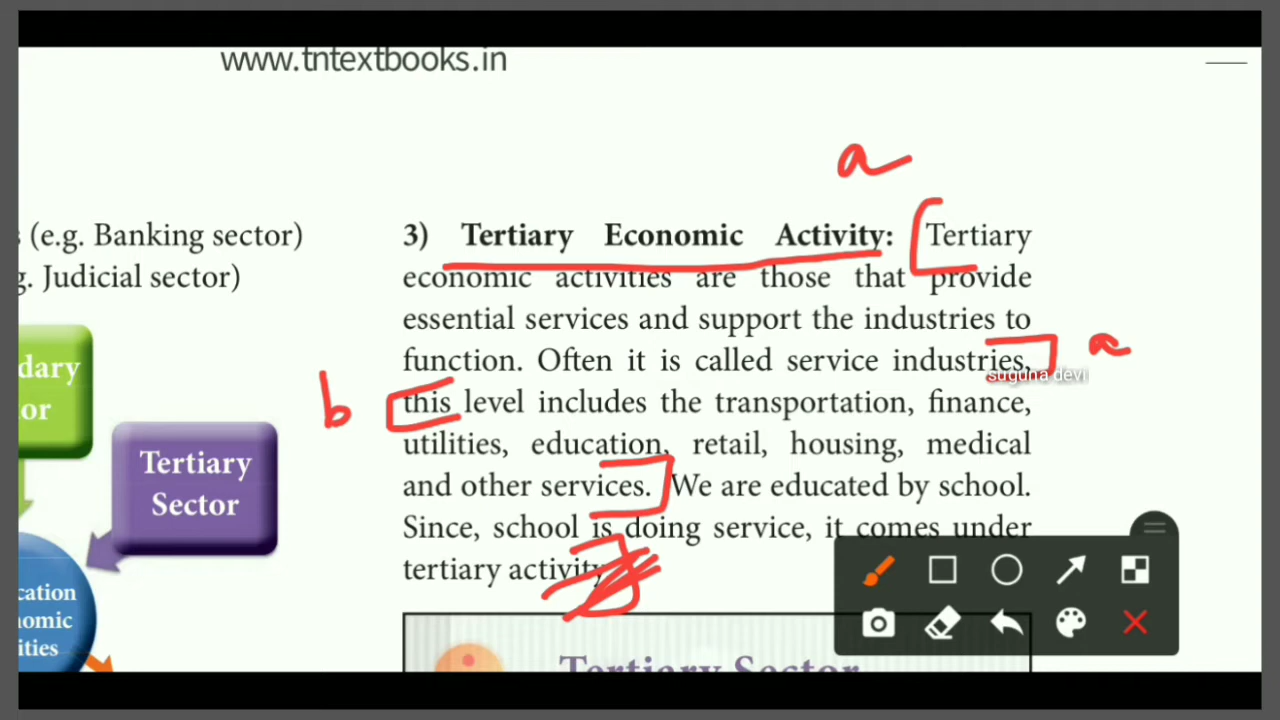 www.tntextbooks.in
a
(e.g. Banking sector)
g. Judicial sector)
3) Tertiary Economic Activity: Tertiary
economic activities are those that provide
essential services and support the industries to
function. Often it is called service industries,
a
suguna devi
b
this level includes the transportation, finance,
utilities, education, retail, housing, medical
and other services. We are educated by school.
Since, school is doing service, it comes under
tertiary activity
dary
or
Tertiary
Sector
cation
nomic
ities
Tertiary Sector